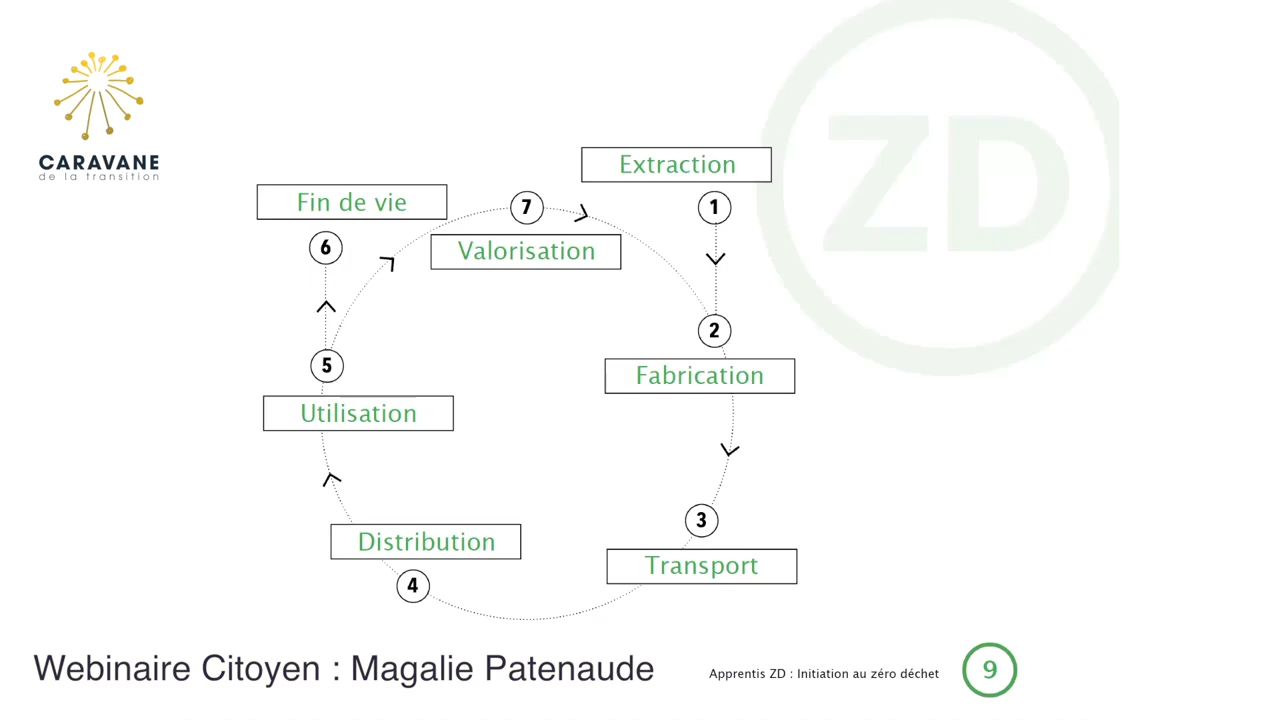 ZD
CARAVANE
de la transition
Extraction
1
Fin de vie
6
7
Valorisation
2
Fabrication
5
Utilisation
3
Transport
Distribution
4
Webinaire Citoyen : Magalie Patenaude
Apprentis ZD : Initiation au zéro déchet
9